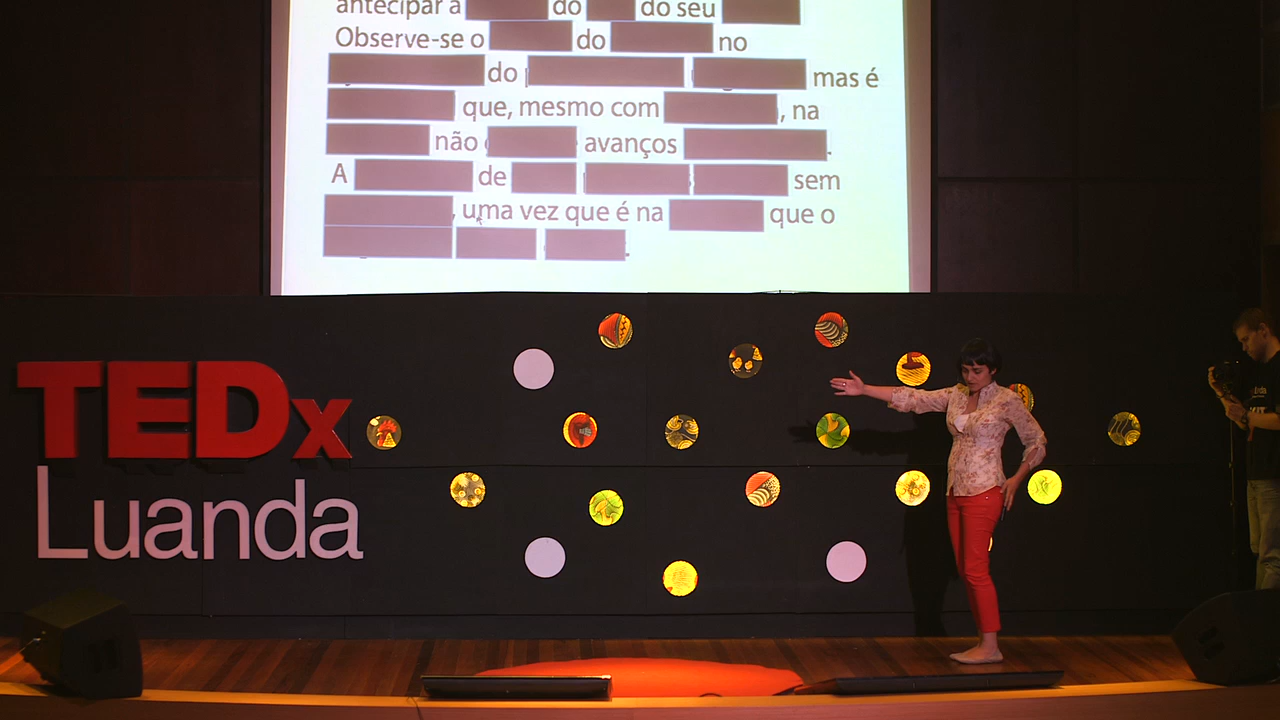 antecipar a do do seu
Observe-se o do no
do mas é
que, mesmo com , na
não avanços .
A de sem
, uma vez que é na que o
.
TEDx
Luanda